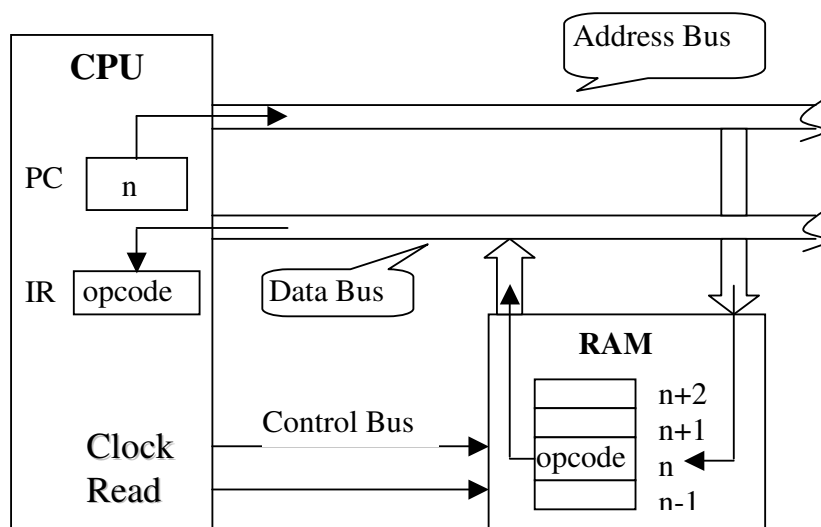 Address Bus
CPU
PC
n
IR
opcode
Data Bus
RAM
n+2
n+1
opcode
n
n-1
Control Bus
Clock
Read